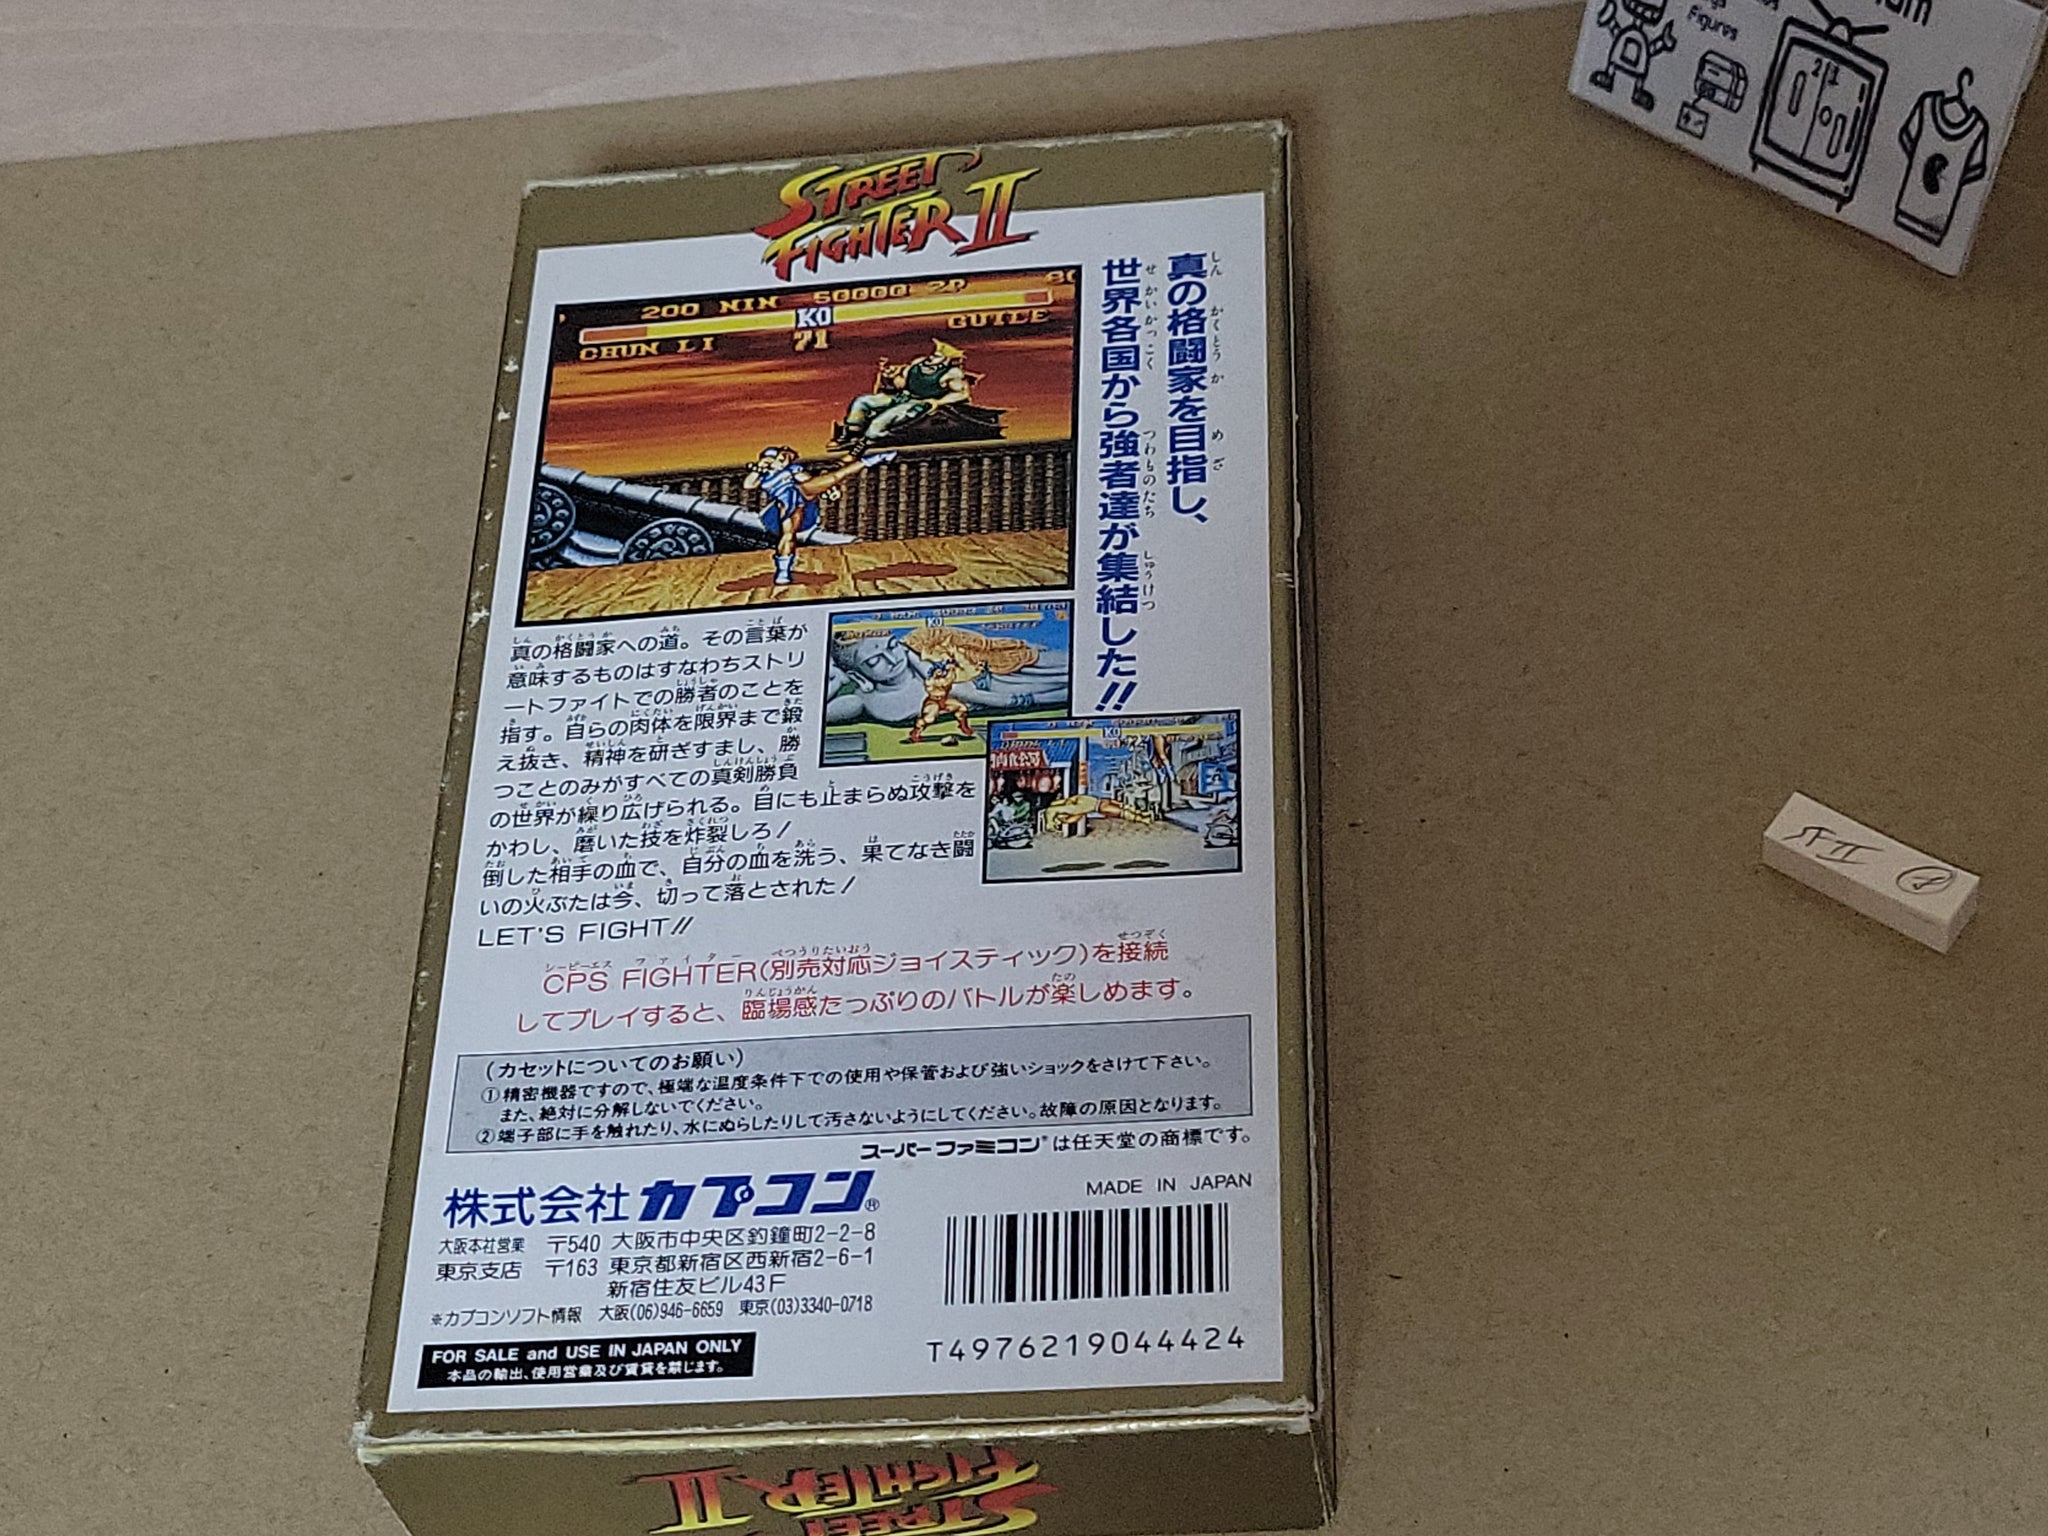 Figures
STREET
FIGHTER II
真の格闘家を目指し、
世界各国から強者達が集結した!!
200 NIN 50000 2P
KO
CHUN LI 71 GUILE
KO
KO
真の格闘家への道。その言葉が
意味するものはすなわちストリ
ートファイトでの勝者のことを
指す。自らの肉体を限界まで鍛
え抜き、精神を研ぎすまし、勝
つことのみがすべての真剣勝負
の世界が繰り広げられる。目にも止まらぬ攻撃を
かわし、磨いた技を炸裂しろ!
倒した相手の血で、自分の血を洗う、果てなき闘
いの火ぶたは今、切って落とされた!
LET'S FIGHT!!
CPS FIGHTER(別売対応ジョイスティック)を接続
してプレイすると、臨場感たっぷりのバトルが楽しめます。
(カセットについてのお願い)
①精密機器ですので、極端な温度条件下での使用や保管および強いショックをさけて下さい。
また、絶対に分解しないでください。
②端子部に手を触れたり、水にぬらしたりして汚さないようにしてください。故障の原因となります。
スーパーファミコン®は任天堂の商標です。
株式会社カプコン®
MADE IN JAPAN
大阪本社営業 〒540 大阪市中央区釣鐘町2-2-8
東京支店 〒163 東京都新宿区西新宿2-6-1
新宿住友ビル43F
※カプコンソフト情報 大阪(06)946-6659 東京(03)3340-0718
FOR SALE and USE IN JAPAN ONLY
本品の輸出、使用営業及び賃貸を禁じます。
T4976219044424
SF II
STREET
FIGHTER II